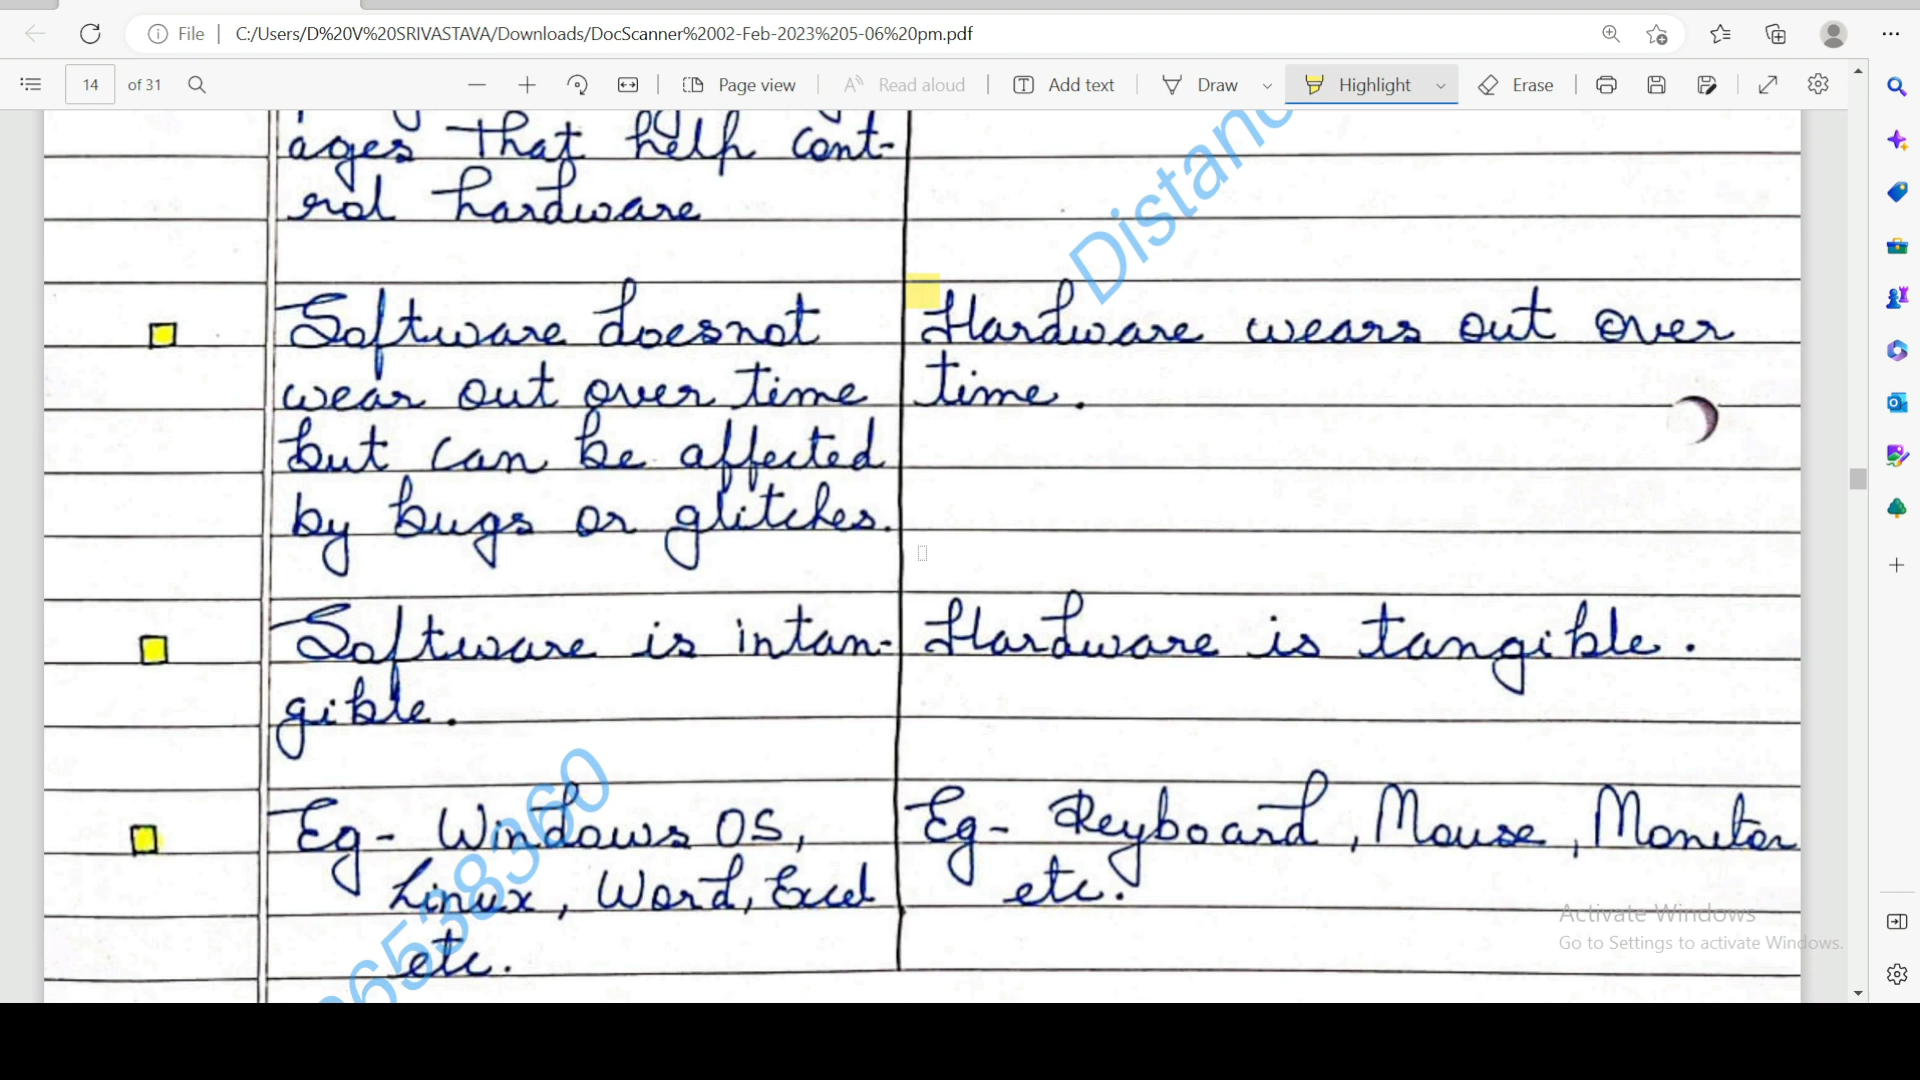 File
C:/Users/D%20V%20SRIVASTAVA/Downloads/DocScanner%2002-Feb-2023%205-06%20pm.pdf
14 of 31
Page view
Read aloud
Add text
Draw
Highlight
Erase
ages that help cont-
rol hardware
Distanc
Software doesnot
wear out over time
but can be affected
by bugs or glitches.
Hardware wears out over
time.
Software is intan-
gible.
Hardware is tangible.
Eg- Windows OS,
Linux, Word, Excel
etc.
Eg- Keyboard, Mouse, Monitor
etc.
96538360
Activate Windows
Go to Settings to activate Windows.